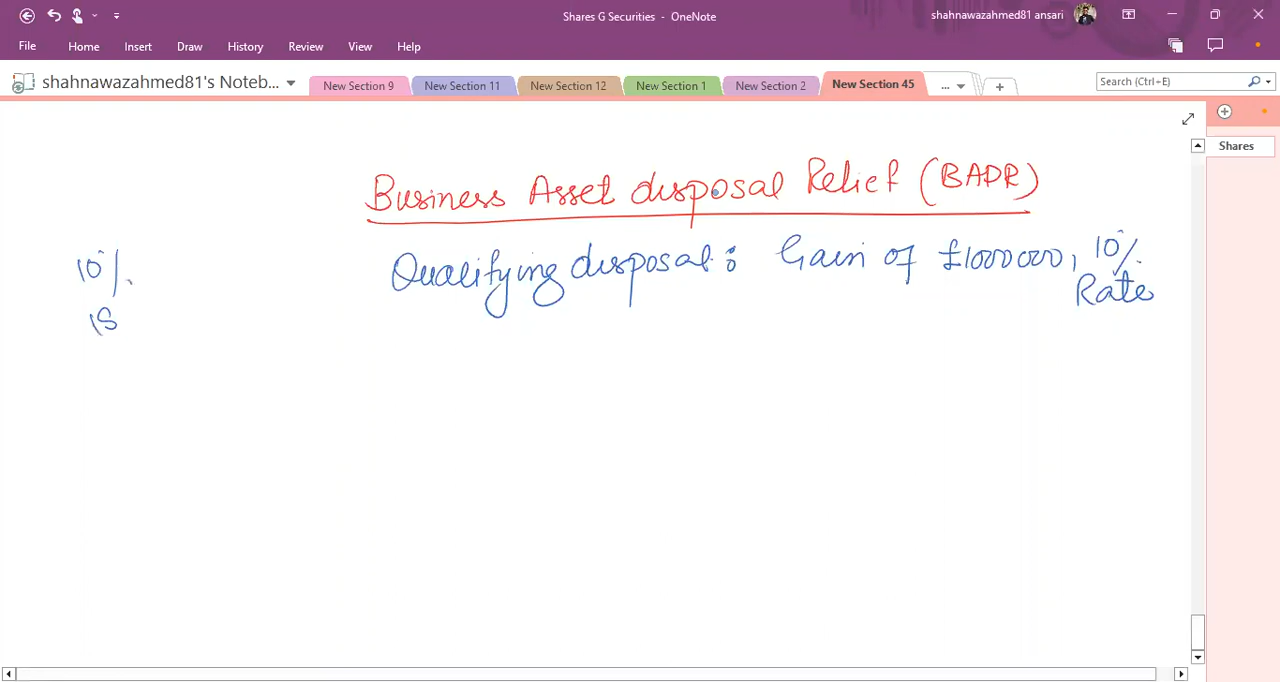 Shares G Securities - OneNote
shahnawazahmed81 ansari
File Home Insert Draw History Review View Help
shahnawazahmed81's Noteb...
New Section 9
New Section 11
New Section 12
New Section 1
New Section 2
New Section 45
...
Search (Ctrl+E)
Shares
Business Asset disposal Relief (BADR)
Qualifying disposal: Gain of £1000000, 10%
Rate
10%.